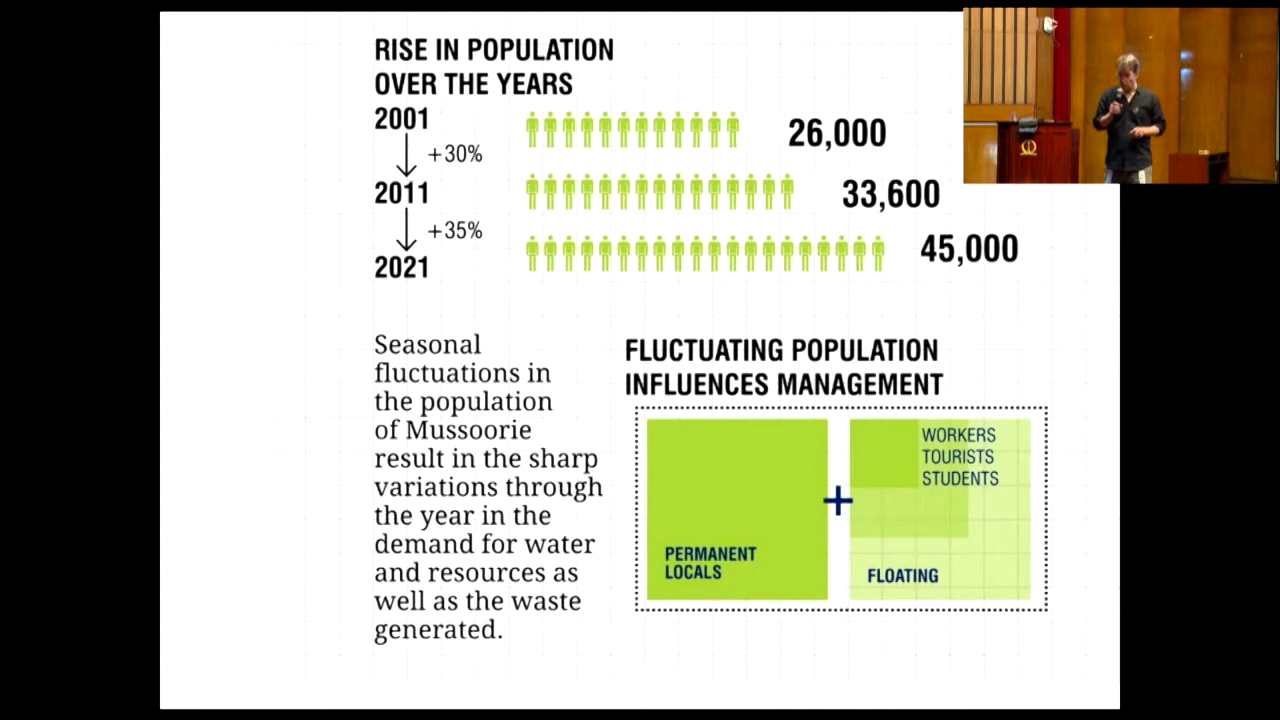 RISE IN POPULATION
OVER THE YEARS
2001
+30%
2011
+35%
2021
26,000
33,600
45,000
Seasonal
fluctuations in
the population
of Mussoorie
result in the sharp
variations through
the year in the
demand for water
and resources as
well as the waste
generated.
FLUCTUATING POPULATION
INFLUENCES MANAGEMENT
PERMANENT
LOCALS
+
WORKERS
TOURISTS
STUDENTS
FLOATING